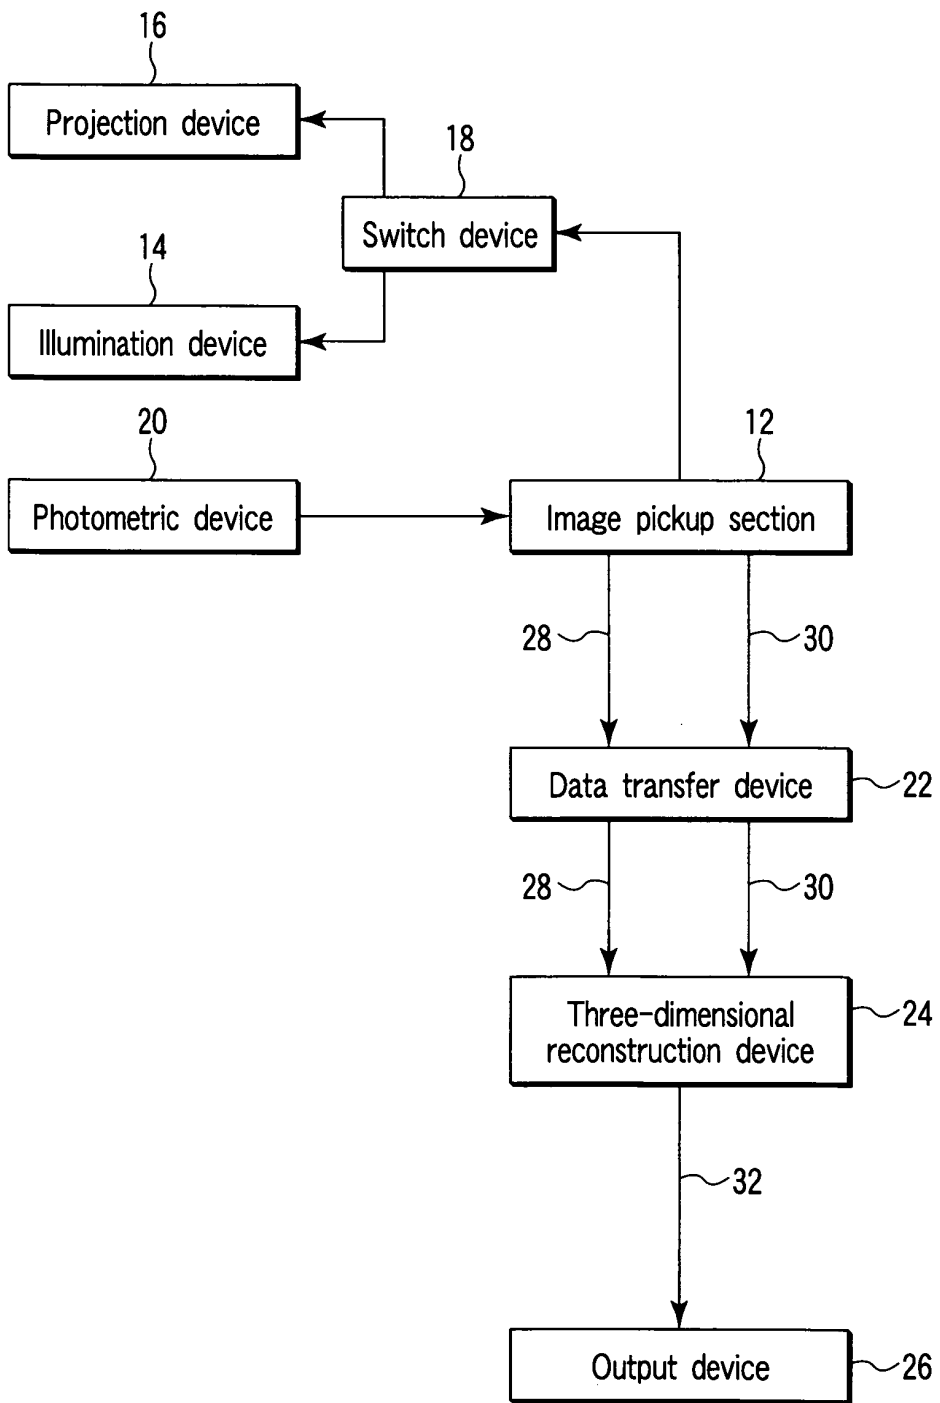 16
Projection device
18
Switch device
14
Illumination device
20
Photometric device
12
Image pickup section
28
30
Data transfer device
22
28
30
Three-dimensional
reconstruction device
24
32
Output device
26